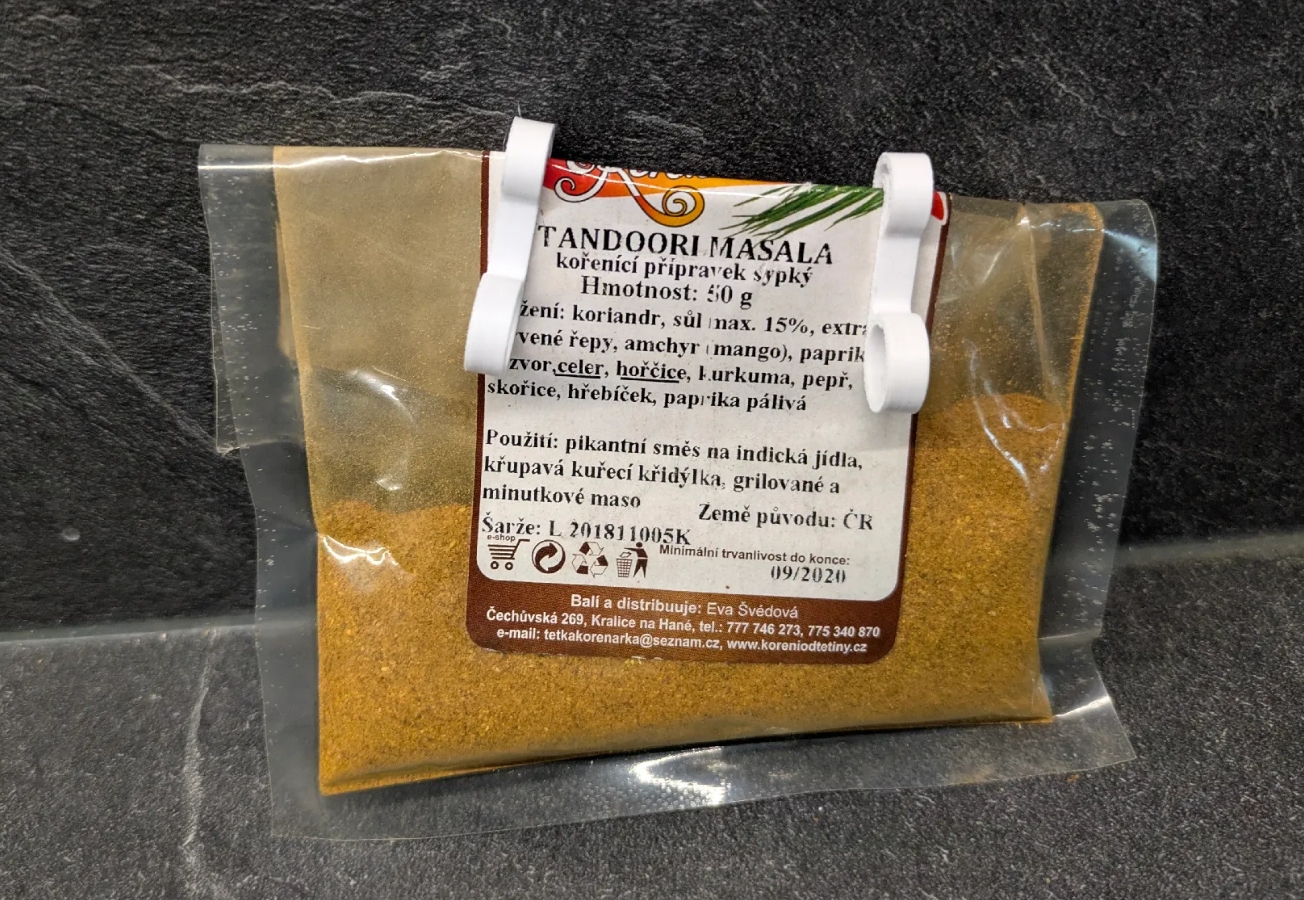 TANDOORI MASALA
kořenící přípravek sypký
Hmotnost: 50 g
žení: koriandr, sůl max. 15%, extra
vené řepy, amchyr (mango), paprik
zvor, celer, hořčice, kurkuma, pepř,
skořice, hřebíček, paprika pálivá
Použití: pikantní směs na indická jídla,
křupavá kuřecí křidýlka, grilované a
minutkové maso
Země původu: ČR
Šarže: L 201811005K
e-shop
Minimální trvanlivost do konce:
09/2020
Balí a distribuuje: Eva Švédová
Čechůvská 269, Kralice na Hané, tel.: 777 746 273, 775 340 870
e-mail: tetkakorenarka@seznam.cz, www.koreniodtetiny.cz